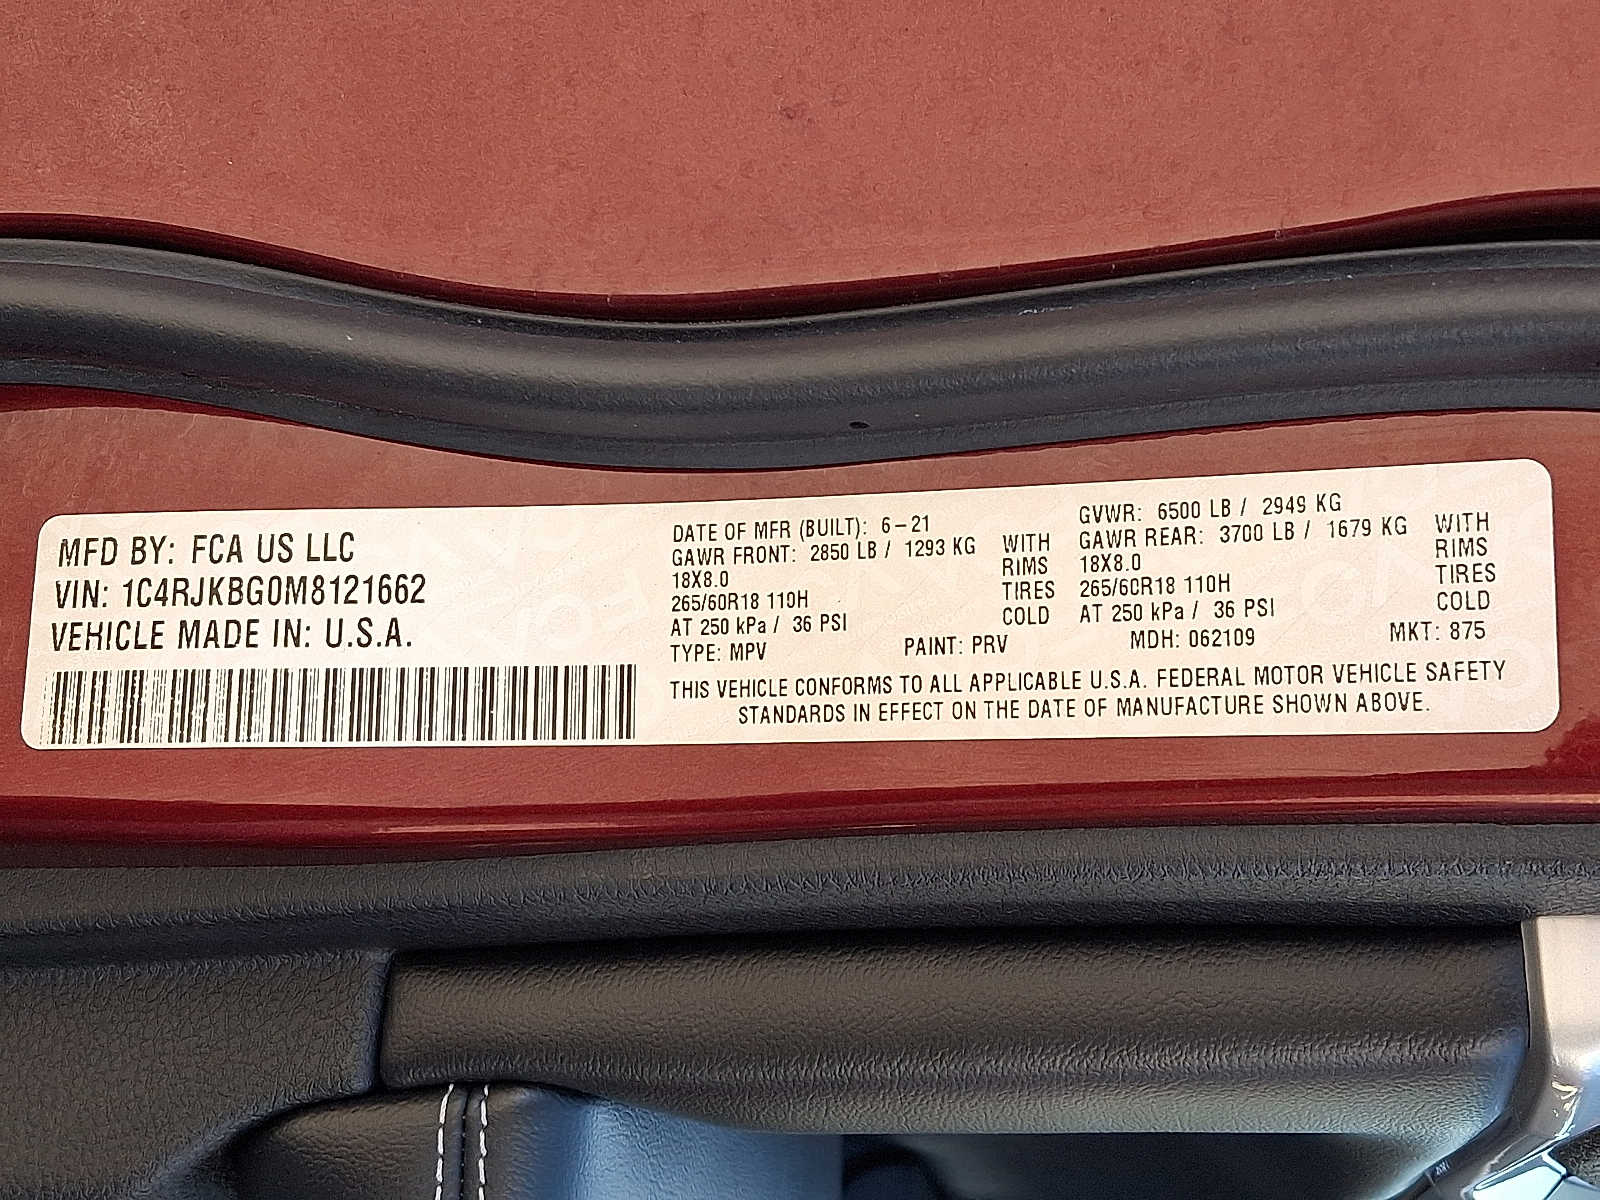 MFD BY: FCA US LLC
VIN: 1C4RJKBG0M8121662
VEHICLE MADE IN: U.S.A.
DATE OF MFR (BUILT): 6-21
GAWR FRONT: 2850 LB / 1293 KG WITH
18X8.0 RIMS
265/60R18 110H TIRES
AT 250 kPa / 36 PSI COLD
GVWR: 6500 LB / 2949 KG
GAWR REAR: 3700 LB / 1679 KG WITH
18X8.0 RIMS
265/60R18 110H TIRES
AT 250 kPa / 36 PSI COLD
TYPE: MPV PAINT: PRV MDH: 062109 MKT: 875
THIS VEHICLE CONFORMS TO ALL APPLICABLE U.S.A. FEDERAL MOTOR VEHICLE SAFETY
STANDARDS IN EFFECT ON THE DATE OF MANUFACTURE SHOWN ABOVE.